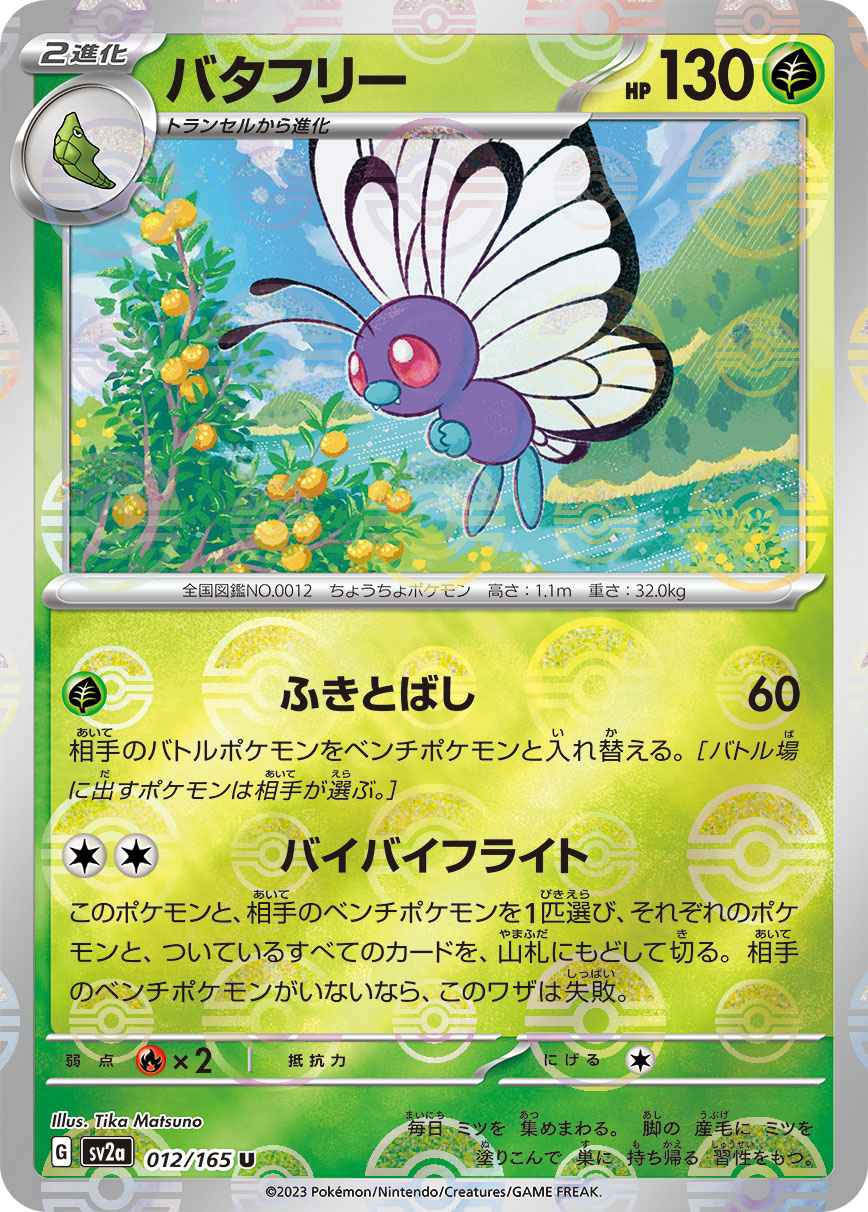 2進化
バタフリー
HP 130
トランセルから進化
全国図鑑NO.0012 ちょうちょポケモン 高さ:1.1m 重さ:32.0kg
ふきとばし 60
相手のバトルポケモンをベンチポケモンと入れ替える。[バトル場
に出すポケモンは相手が選ぶ。]
バイバイフライト
このポケモンと、相手のベンチポケモンを1匹選び、それぞれのポケ
モンと、ついているすべてのカードを、山札にもどして切る。相手
のベンチポケモンがいないなら、このワザは失敗。
弱点 ×2 抵抗力 にげる
Illus. Tika Matsuno
G sv2a 012/165 U
毎日 ミツを 集めまわる。 脚の 産毛に ミツを
塗りこんで 巣に 持ち帰る 習性をもつ。
©2023 Pokémon/Nintendo/Creatures/GAME FREAK.